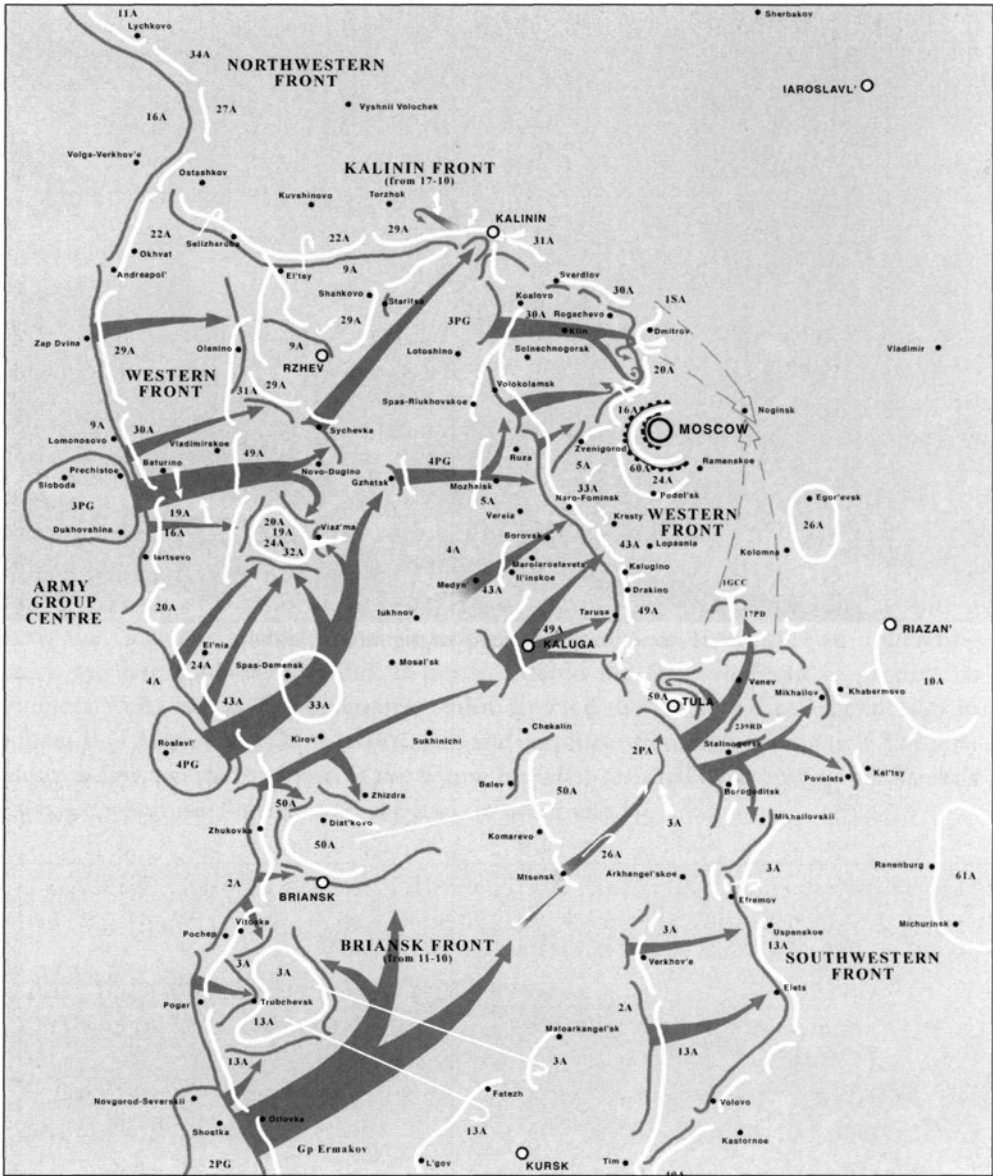 11A
Lychkovo
Sherbakov
34A
NORTHWESTERN
FRONT
IAROSLAVL'
27A
Vyshnii Volochek
16A
Volga-Verkhov'e
KALININ FRONT
(from 17-10)
Ostashkov
Kuvshinovo
Torzhok
KALININ
22A
Selizharoba
22A
29A
31A
Okhvat
9A
Andreapol'
El'tsy
Sverdlov
Shankovo
Staritsa
Koslovo
30A
1SA
30A
Rogachevo
29A
3PG
Klin
Dmitrov
Zap Dvina
29A
Olenino
9A
RZHEV
Lotoshino
Solnechnogorsk
Vladimir
WESTERN
FRONT
20A
31A
29A
Volokolamsk
Spas-Riukhovskoe
16A
Noginsk
9A
30A
Sychevka
MOSCOW
Lomonosovo
Vladimirskoe
49A
Zvenigorod
Baturino
Novo-Dugino
4PG
Ruza
60A
Ramenskoe
Prechistoe
Sloboda
Gzhatsk
5A
24A
3PG
Mozhaisk
33A
Podol'sk
19A
5A
Naro-Fominsk
Egor'evsk
20A
Vereia
WESTERN
FRONT
26A
Dukhovshina
16A
19A
Viaz'ma
Kresty
24A
32A
Borovsk
43A
Lopasnia
Iartsevo
4A
Maroiaroslavets
Kolomna
Il'inskoe
Kalugino
ARMY
GROUP
CENTRE
Medyn'
43A
1GCC
Drakino
20A
Iukhnov
Tarusa
49A
17PD
49A
RIAZAN'
El'nia
KALUGA
24A
Spas-Demensk
Mosal'sk
Venev
4A
Mikhailov
Khabermovo
10A
43A
33A
50A
TULA
239RD
Roslavl'
Kirov
Sukhinichi
Chekalin
2PA
Stalinogorsk
4PG
Kel'tsy
Povelets
Belev
Borogoditsk
50A
Zhizdra
50A
3A
Mikhailovskii
Zhukovka
Diat'kovo
Komarevo
50A
26A
3A
Ranenburg
61A
2A
Mtsensk
Arkhangel'skoe
BRIANSK
Efremov
Vitovka
Michurinsk
Pochep
BRIANSK FRONT
(from 11-10)
3A
Uspenskoe
13A
SOUTHWESTERN
FRONT
3A
3A
Verkhov'e
Pogar
Trubchevsk
Elets
2A
13A
Maloarkangel'sk
13A
13A
3A
Novgorod-Severskii
Fatezh
Volovo
Orlovka
13A
Shostka
Kastornoe
Gp Ermakov
2PG
L'gov
KURSK
Tim
40A